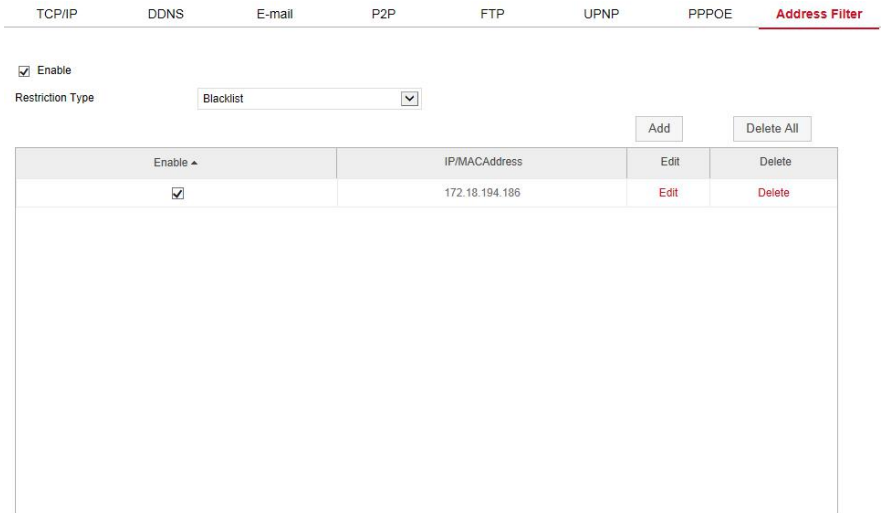 TCP/IP DDNS E-mail P2P FTP UPNP PPPOE Address Filter
Enable
Restriction Type Blacklist
Add Delete All
Enable IP/MACAddress Edit Delete
172.18.194.186 Edit Delete